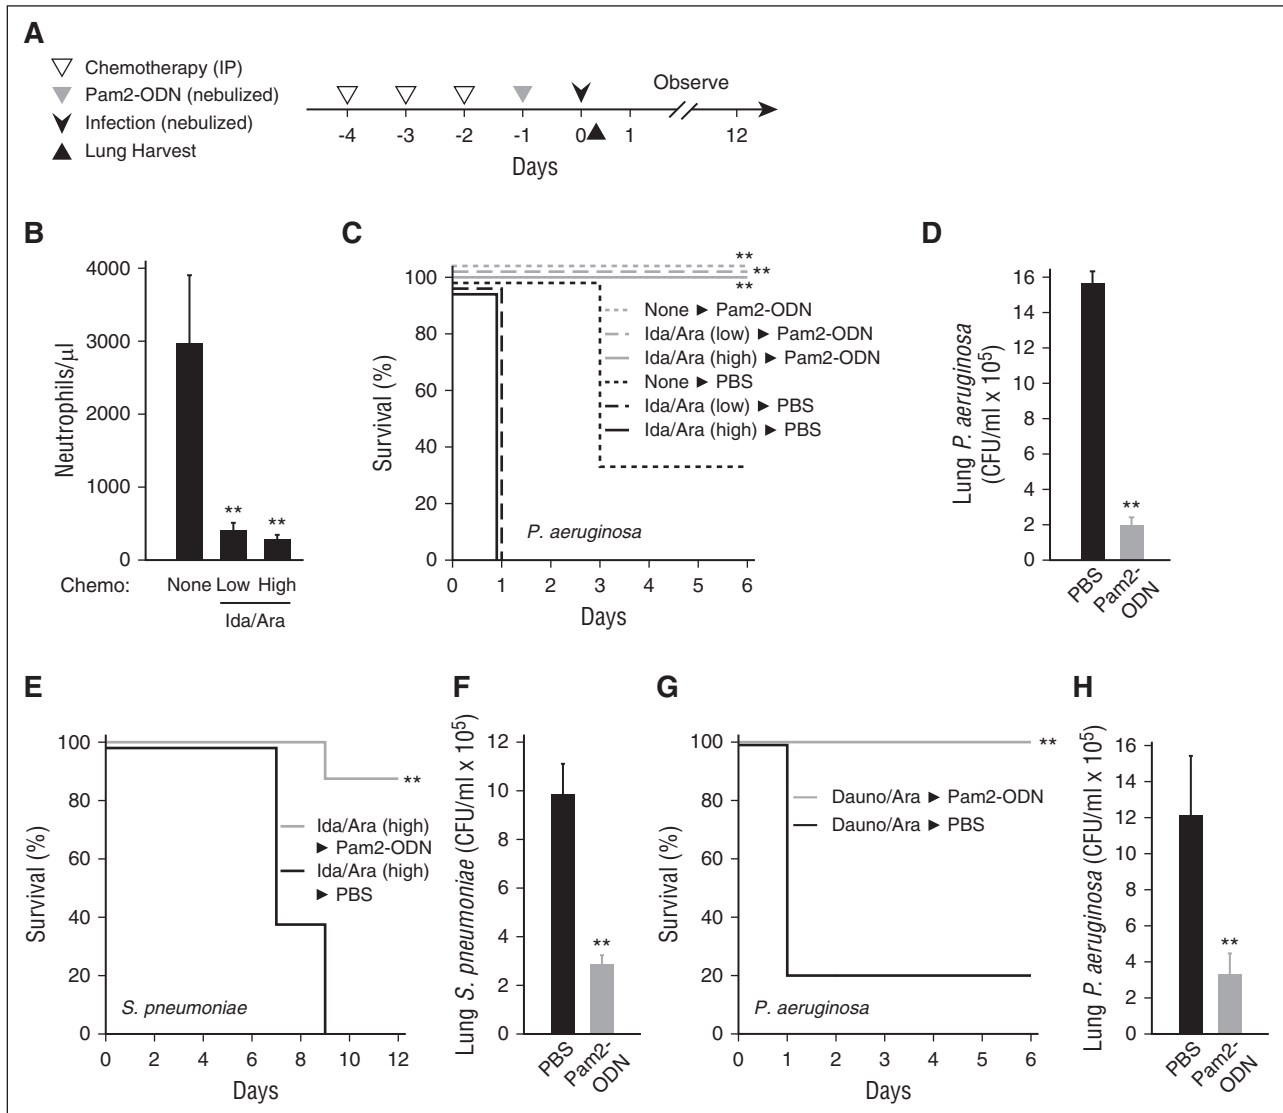 A
Chemotherapy (IP)
Pam2-ODN (nebulized)
Infection (nebulized)
Lung Harvest
Observe
-4 -3 -2 -1 0 1 12
Days
B
Neutrophils/µl
4000
3000
2000
1000
0
** **
Chemo: None Low High
Ida/Ara
C
Survival (%)
100
80
60
40
20
0
**
**
**
None ► Pam2-ODN
Ida/Ara (low) ► Pam2-ODN
Ida/Ara (high) ► Pam2-ODN
None ► PBS
Ida/Ara (low) ► PBS
Ida/Ara (high) ► PBS
P. aeruginosa
0 1 2 3 4 5 6
Days
D
Lung P. aeruginosa
(CFU/ml x 10⁵)
16
14
12
10
8
6
4
2
0
**
PBS
Pam2-
ODN
E
Survival (%)
100
80
60
40
20
0
**
Ida/Ara (high)
► Pam2-ODN
Ida/Ara (high)
► PBS
S. pneumoniae
0 2 4 6 8 10 12
Days
F
Lung S. pneumoniae (CFU/ml x 10⁵)
12
10
8
6
4
2
0
**
PBS
Pam2-
ODN
G
Survival (%)
100
80
60
40
20
0
**
Dauno/Ara ► Pam2-ODN
Dauno/Ara ► PBS
P. aeruginosa
0 1 2 3 4 5 6
Days
H
Lung P. aeruginosa (CFU/ml x 10⁵)
16
14
12
10
8
6
4
2
0
**
PBS
Pam2-
ODN